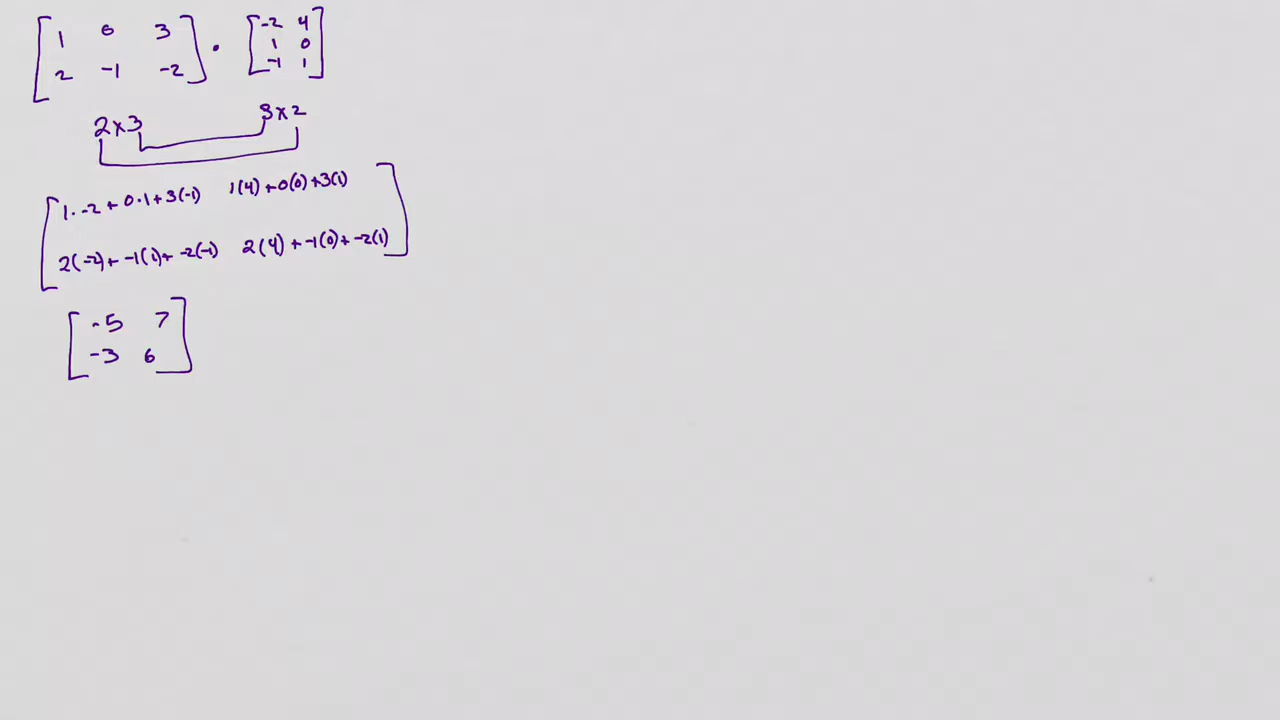 [1 0 3] · [-2 4]
[2 -1 -2] [1 0]
[-1 1]
2x3 3x2
[1·-2 + 0·1 + 3(-1) 1(4) + 0(0) + 3(1)]
[2(-2) + -1(1) + -2(-1) 2(4) + -1(0) + -2(1)]
[-5 7]
[-3 6]